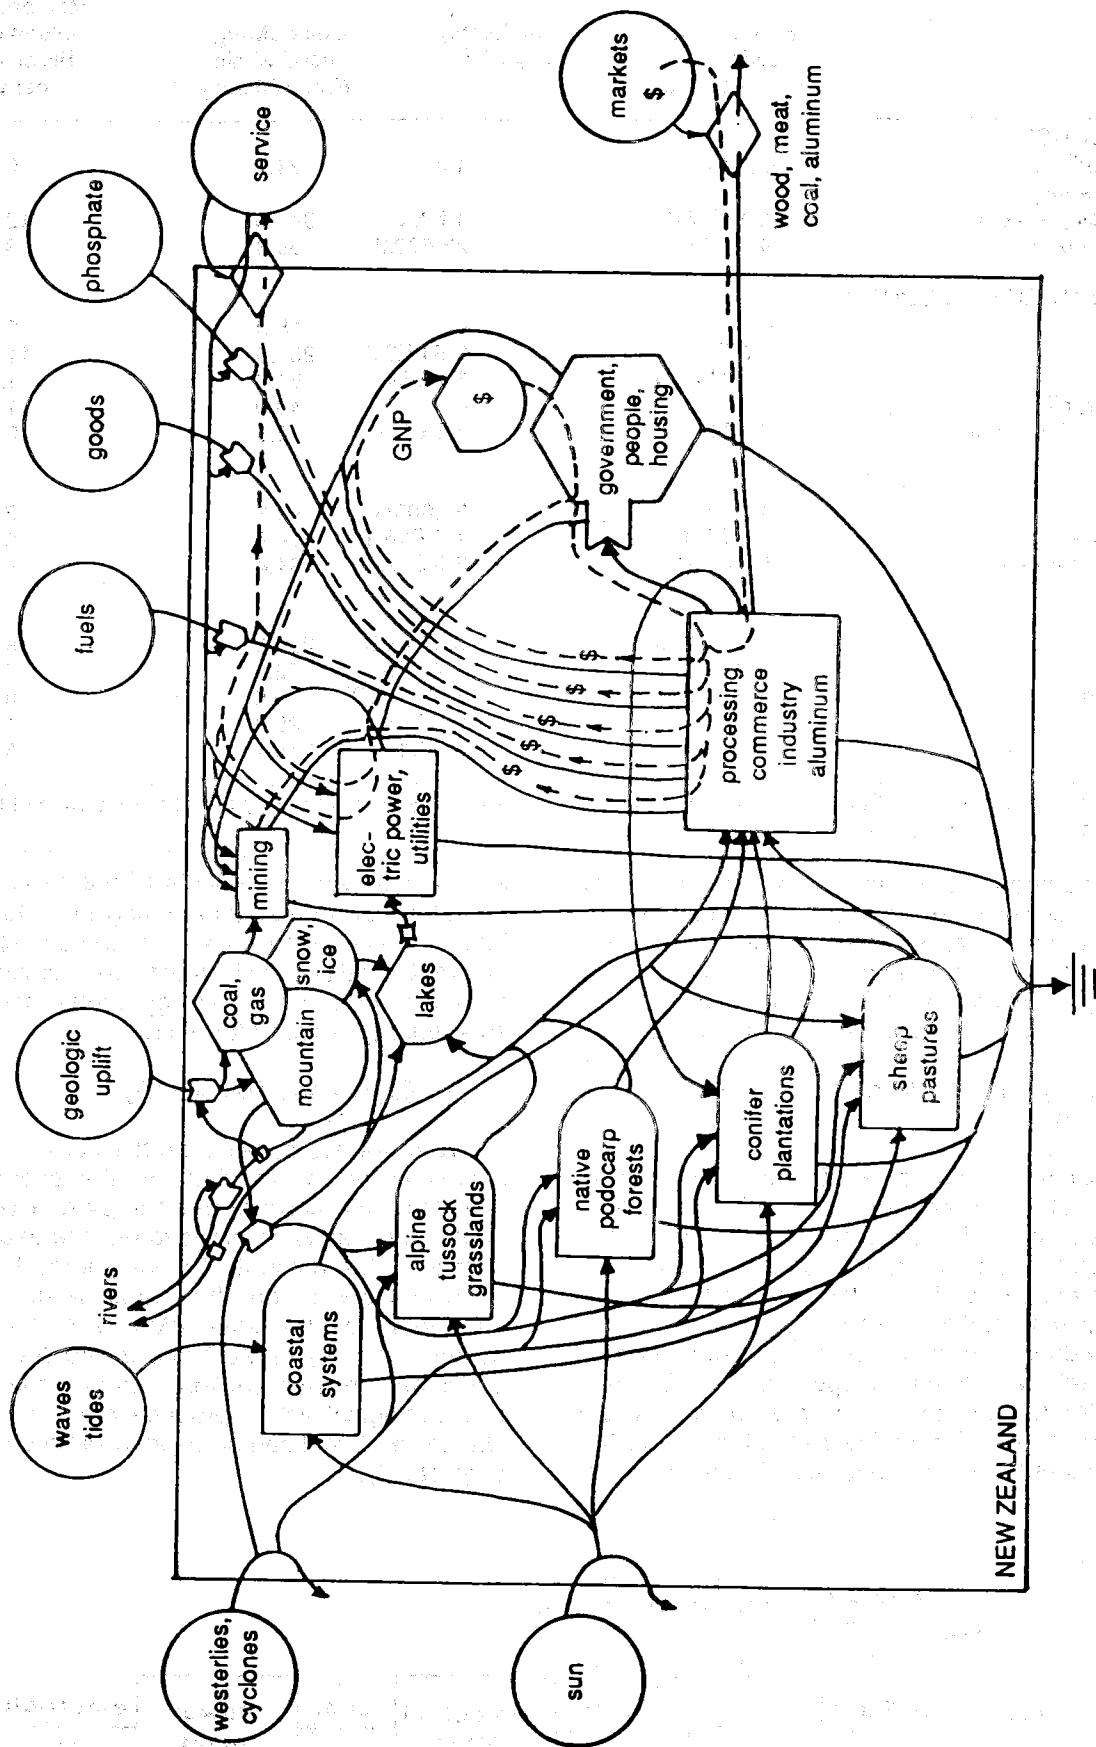 sun
westerlies,
cyclones
waves
tides
rivers
geologic
uplift
fuels
goods
phosphate
service
markets
$
wood, meat,
coal, aluminum
coastal
systems
alpine
tussock
grasslands
native
podocarp
forests
conifer
plantations
sheep
pastures
mountain
coal,
gas
snow,
ice
lakes
mining
elec-
tric power,
utilities
processing
commerce
industry
aluminum
$
$
$
$
$
GNP
$
government,
people,
housing
NEW ZEALAND